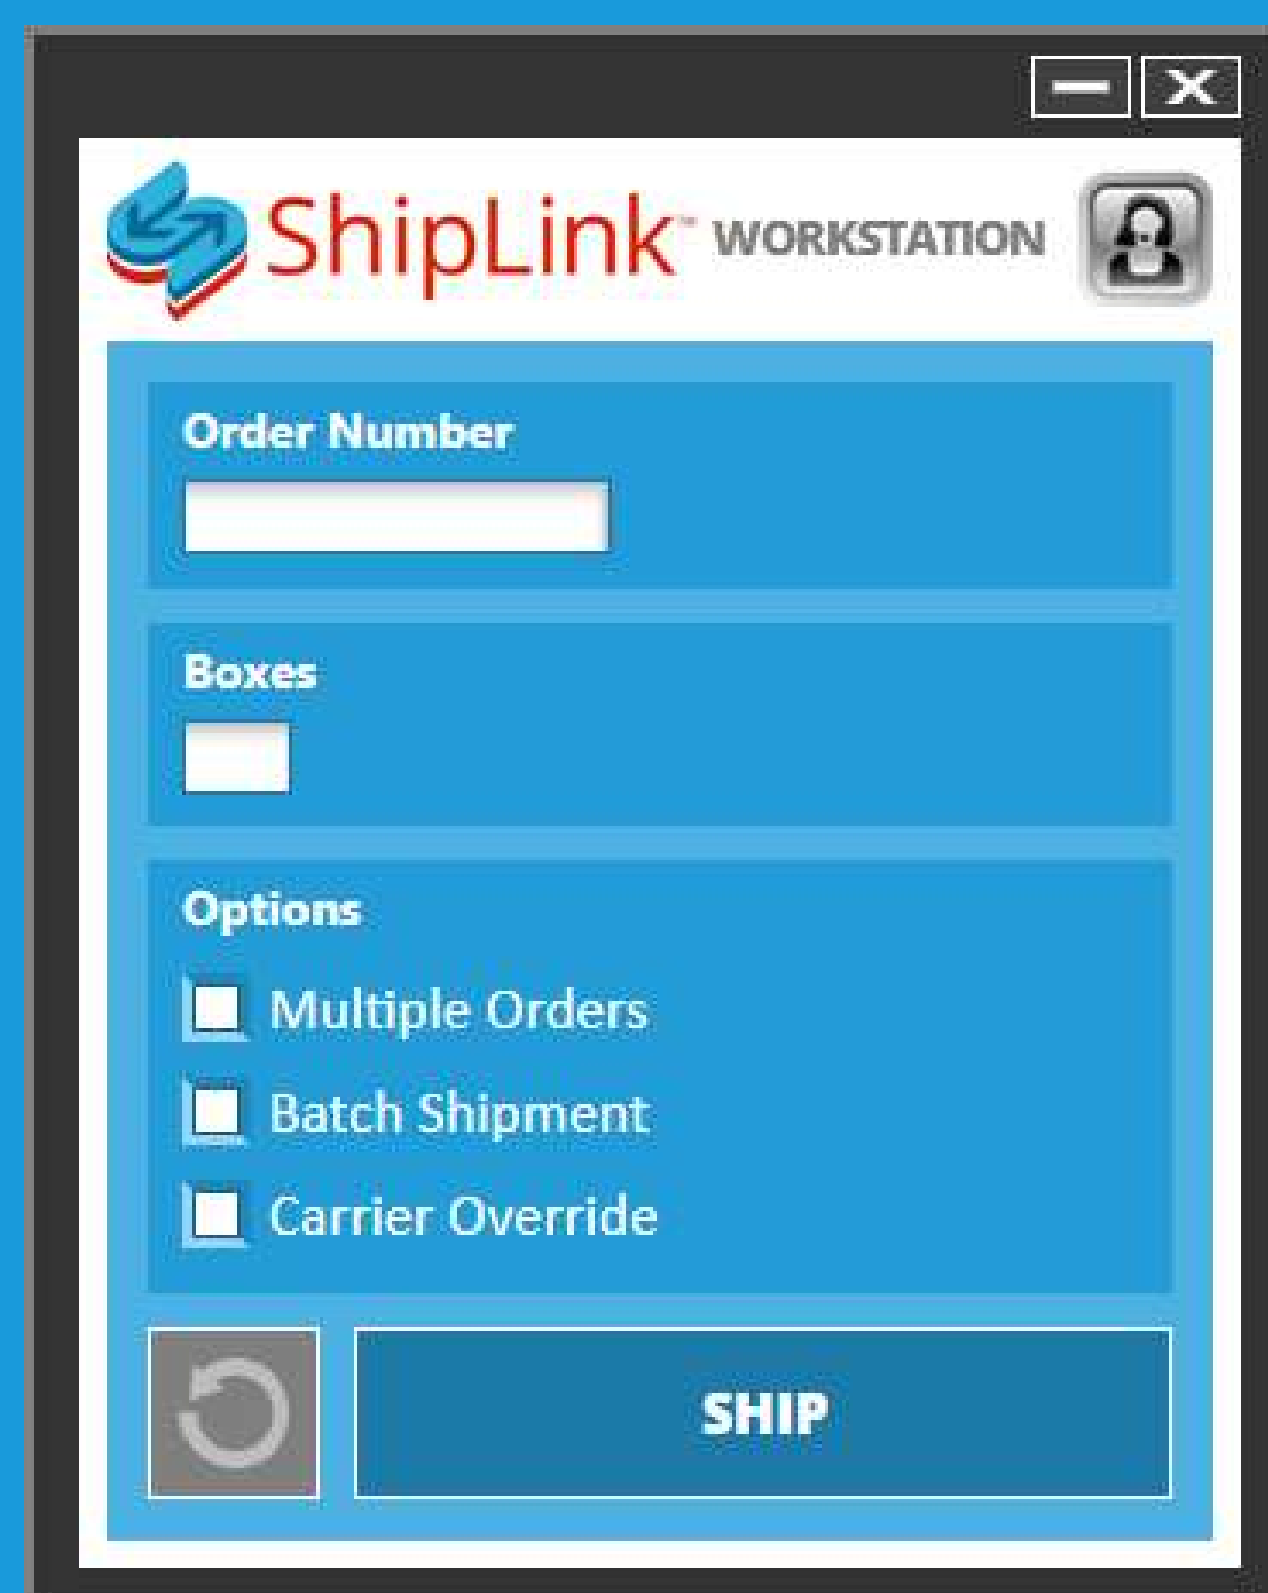 ShipLink™ WORKSTATION
Order Number
Boxes
Options
Multiple Orders
Batch Shipment
Carrier Override
SHIP